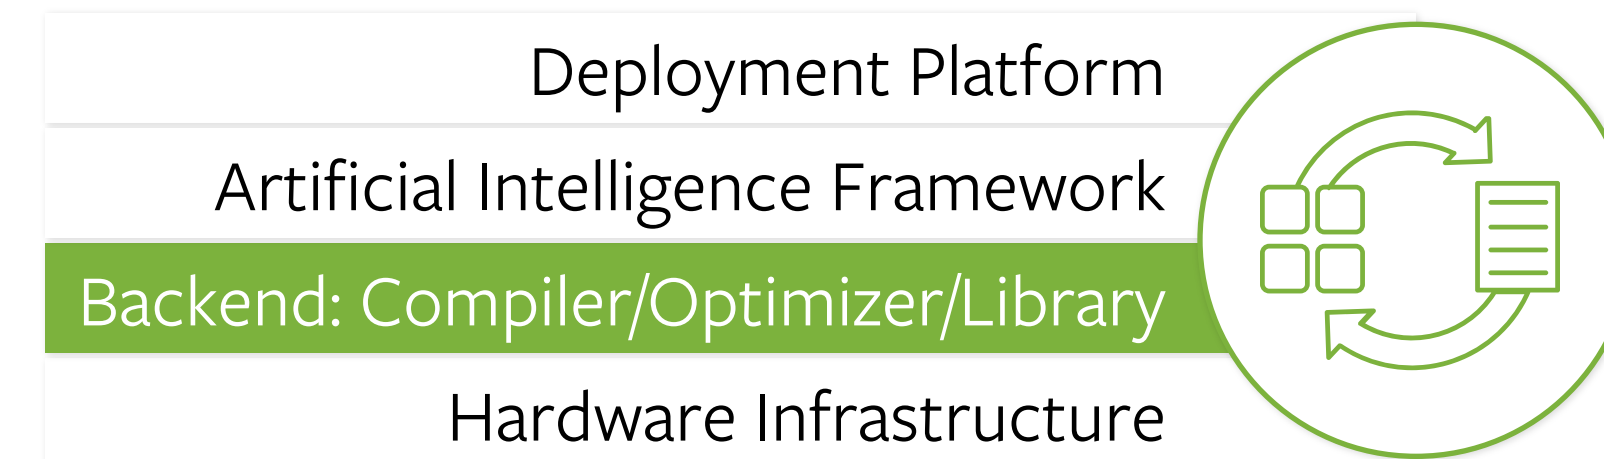 Deployment Platform
Artificial Intelligence Framework
Backend: Compiler/Optimizer/Library
Hardware Infrastructure